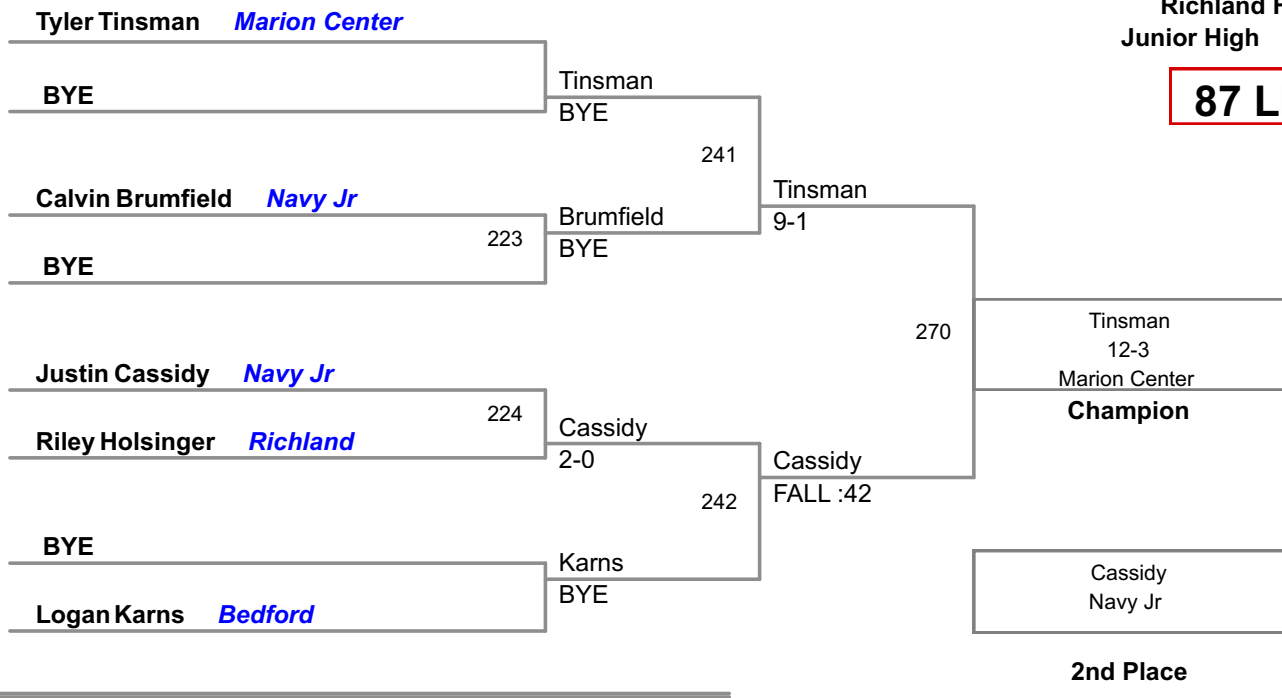 Tyler Tinsman Marion Center
BYE
Calvin Brumfield Navy Jr
BYE
Justin Cassidy Navy Jr
Riley Holsinger Richland
BYE
Logan Karns Bedford
223
224
Tinsman
BYE
Brumfield
BYE
Cassidy
2-0
Karns
BYE
241
242
Tinsman
9-1
Cassidy
FALL :42
270
Richland
Junior High
87 L
Tinsman
12-3
Marion Center
Champion
Cassidy
Navy Jr
2nd Place